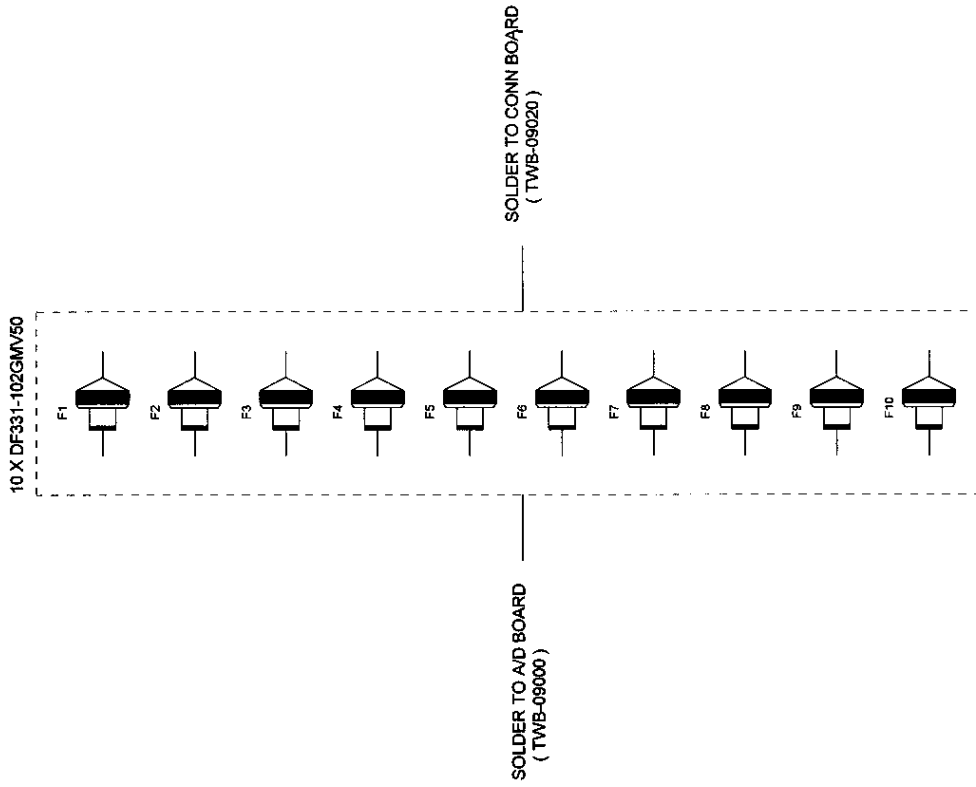 10 X DF331-102GMV50
F1
F2
F3
F4
F5
F6
F7
F8
F9
F10
SOLDER TO A/D BOARD
( TWB-09000 )
SOLDER TO CONN BOARD
( TWB-09020 )